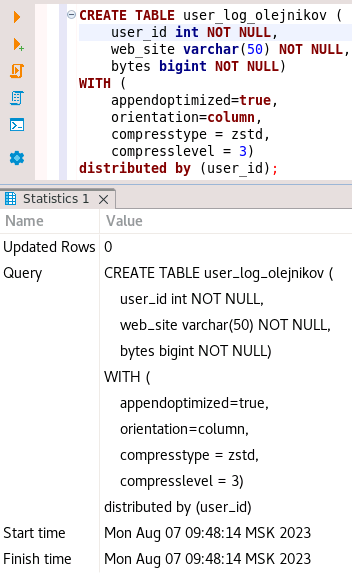 CREATE TABLE user_log_olejnikov (
user_id int NOT NULL,
web_site varchar(50) NOT NULL,
bytes bigint NOT NULL)
WITH (
appendoptimized=true,
orientation=column,
compresstype = zstd,
compresslevel = 3)
distributed by (user_id);
Statistics 1
Name Value
Updated Rows 0
Query CREATE TABLE user_log_olejnikov (
user_id int NOT NULL,
web_site varchar(50) NOT NULL,
bytes bigint NOT NULL)
WITH (
appendoptimized=true,
orientation=column,
compresstype = zstd,
compresslevel = 3)
distributed by (user_id)
Start time Mon Aug 07 09:48:14 MSK 2023
Finish time Mon Aug 07 09:48:14 MSK 2023